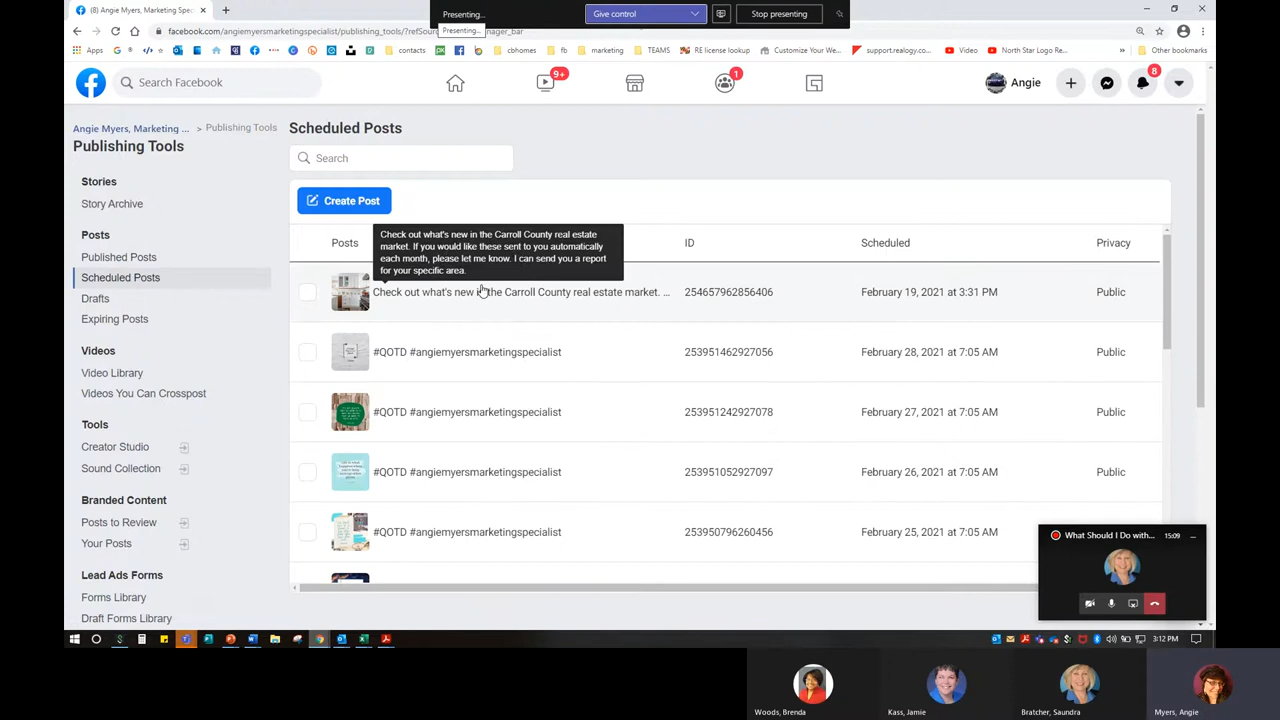 (8) Angie Myers, Marketing Spe
Presenting...
Give control
Stop presenting
Presenting...
facebook.com/angiemyersmarketingspecialist/publishing_tools/?refSour
ager_bar
Apps
G
contacts
cbhomes
fb
marketing
TEAMS
RE license lookup
Customize Your We...
support.realogy.co...
Video
North Star Logo Re...
Other bookmarks
Search Facebook
9+
1
Angie
8
Angie Myers, Marketing ... > Publishing Tools
Publishing Tools
Stories
Story Archive
Posts
Published Posts
Scheduled Posts
Drafts
Expiring Posts
Videos
Video Library
Videos You Can Crosspost
Tools
Creator Studio
Sound Collection
Branded Content
Posts to Review
Your Posts
Lead Ads Forms
Forms Library
Draft Forms Library
Scheduled Posts
Search
Create Post
Posts
ID
Scheduled
Privacy
Check out what's new in the Carroll County real estate
market. If you would like these sent to you automatically
each month, please let me know. I can send you a report
for your specific area.
Check out what's new in the Carroll County real estate market. ...
254657962856406
February 19, 2021 at 3:31 PM
Public
#QOTD #angiemyersmarketingspecialist
253951462927056
February 28, 2021 at 7:05 AM
Public
#QOTD #angiemyersmarketingspecialist
253951242927078
February 27, 2021 at 7:05 AM
Public
#QOTD #angiemyersmarketingspecialist
253951052927097
February 26, 2021 at 7:05 AM
Public
#QOTD #angiemyersmarketingspecialist
253950796260456
February 25, 2021 at 7:05 AM
What Should I Do with...
15:09
3:12 PM
Woods, Brenda
Kass, Jamie
Bratcher, Saundra
Myers, Angie